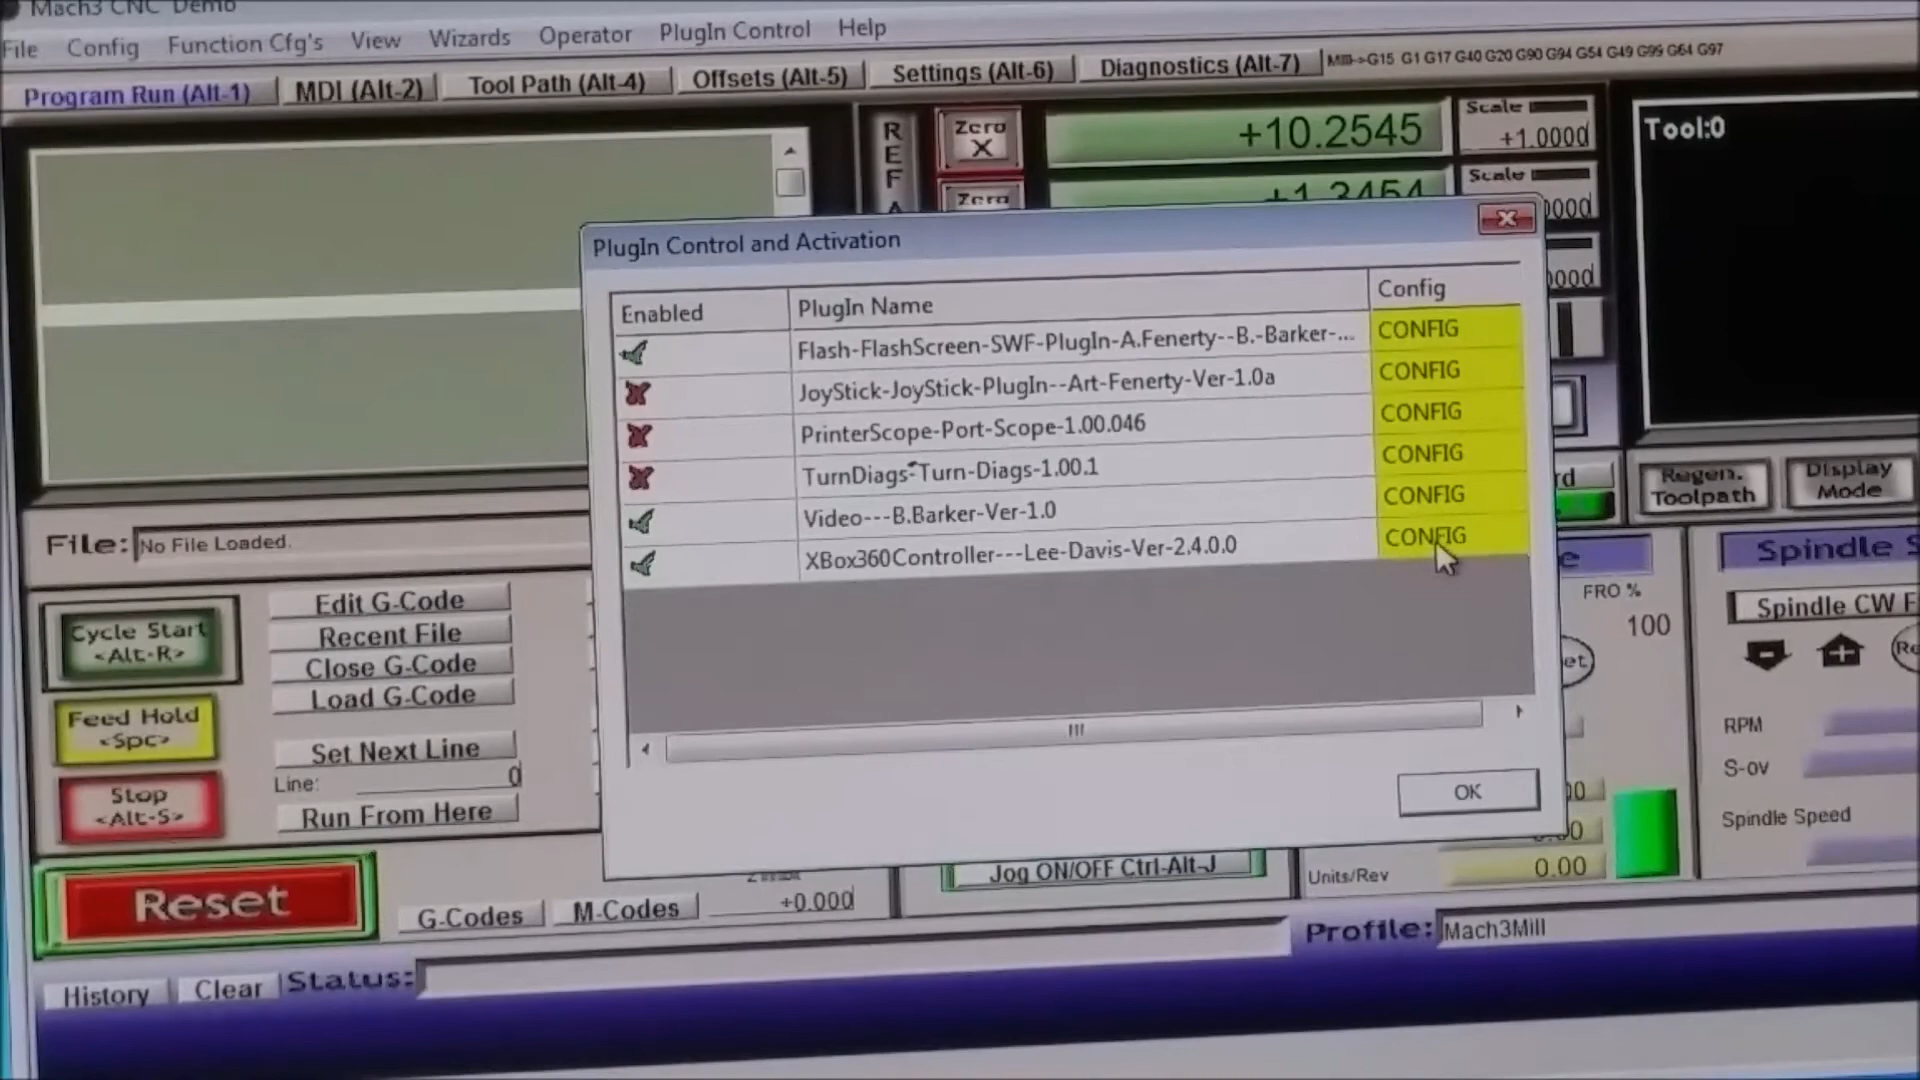 Mach3 CNC Demo
File Config Function Cfg's View Wizards Operator PlugIn Control Help
Program Run (Alt-1) MDI (Alt-2) Tool Path (Alt-4) Offsets (Alt-5) Settings (Alt-6) Diagnostics (Alt-7) Mill->G15 G1 G17 G40 G20 G90 G94 G54 G49 G99 G64 G97
REFA
Zero X
+10.2545
Scale
+1.0000
Tool:0
Zero
+1.3454
Scale
0000
0000
PlugIn Control and Activation
Enabled PlugIn Name Config
Flash-FlashScreen-SWF-PlugIn-A.Fenerty--B.-Barker-... CONFIG
JoyStick-JoyStick-PlugIn--Art-Fenerty-Ver-1.0a CONFIG
PrinterScope-Port-Scope-1.00.046 CONFIG
TurnDiags-Turn-Diags-1.00.1 CONFIG
Video---B.Barker-Ver-1.0 CONFIG
XBox360Controller---Lee-Davis-Ver-2.4.0.0 CONFIG
OK
Regen. Toolpath
Display Mode
File: No File Loaded.
Cycle Start
<Alt-R>
Feed Hold
<Spc>
Stop
<Alt-S>
Reset
Edit G-Code
Recent File
Close G-Code
Load G-Code
Set Next Line
Line: 0
Run From Here
G-Codes M-Codes
+0.000
Jog ON/OFF Ctrl-Alt-J
FRO %
100
Units/Rev 0.00
Spindle S
Spindle CW F
RPM
S-ov
Spindle Speed
Profile: Mach3Mill
History Clear Status: